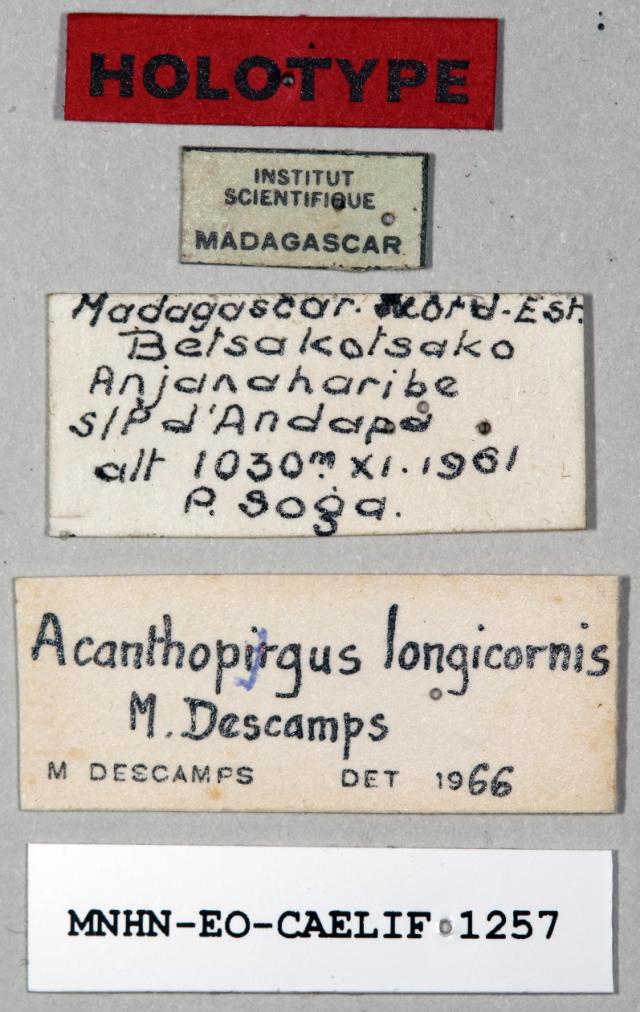 HOLOTYPE
INSTITUT
SCIENTIFIQUE
MADAGASCAR
Madagascar. Nord-Est.
Betsakotsako
Anjanaharibe
s/P d'Andapa
alt 1030m XI.1961
P. Soga.
Acanthopyrgus longicornis
M. Descamps
M DESCAMPS DET 1966
MNHN-EO-CAELIF 1257